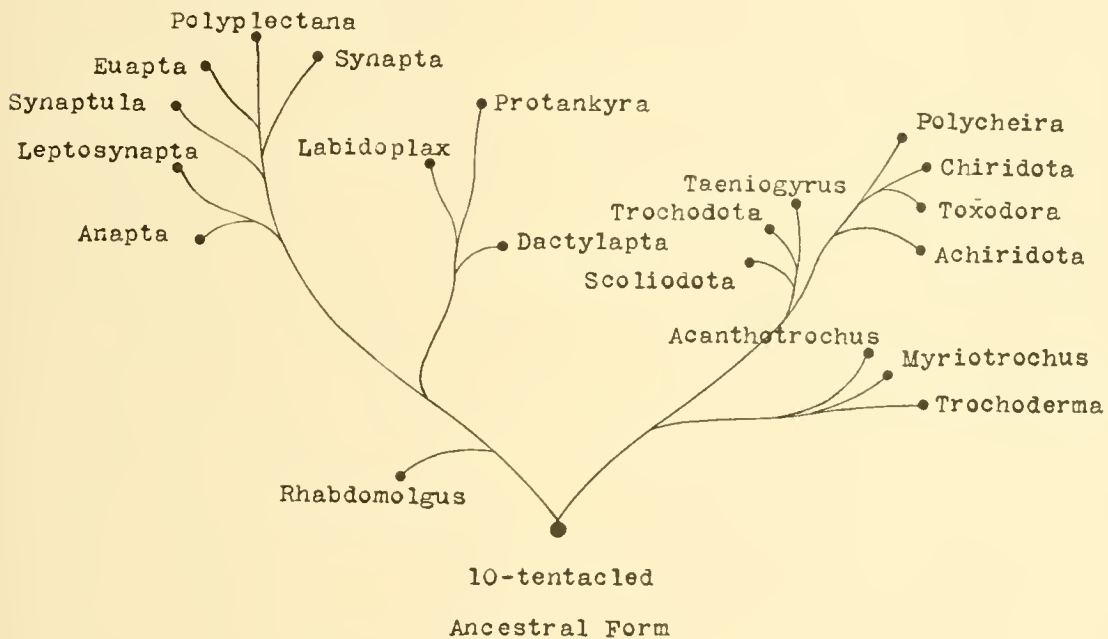 Polyplectana
Euapta
Synapta
Synaptula
Leptosynapta
Anapta
Labidoplax
Protankyra
Dactylapta
Polycheira
Chiridota
Taeniogyrus
Trochodota
Toxodora
Scoliodota
Achiridota
Acanthotrochus
Myriotrochus
Trochoderma
Rhabdomolgus
10-tentacled
Ancestral Form